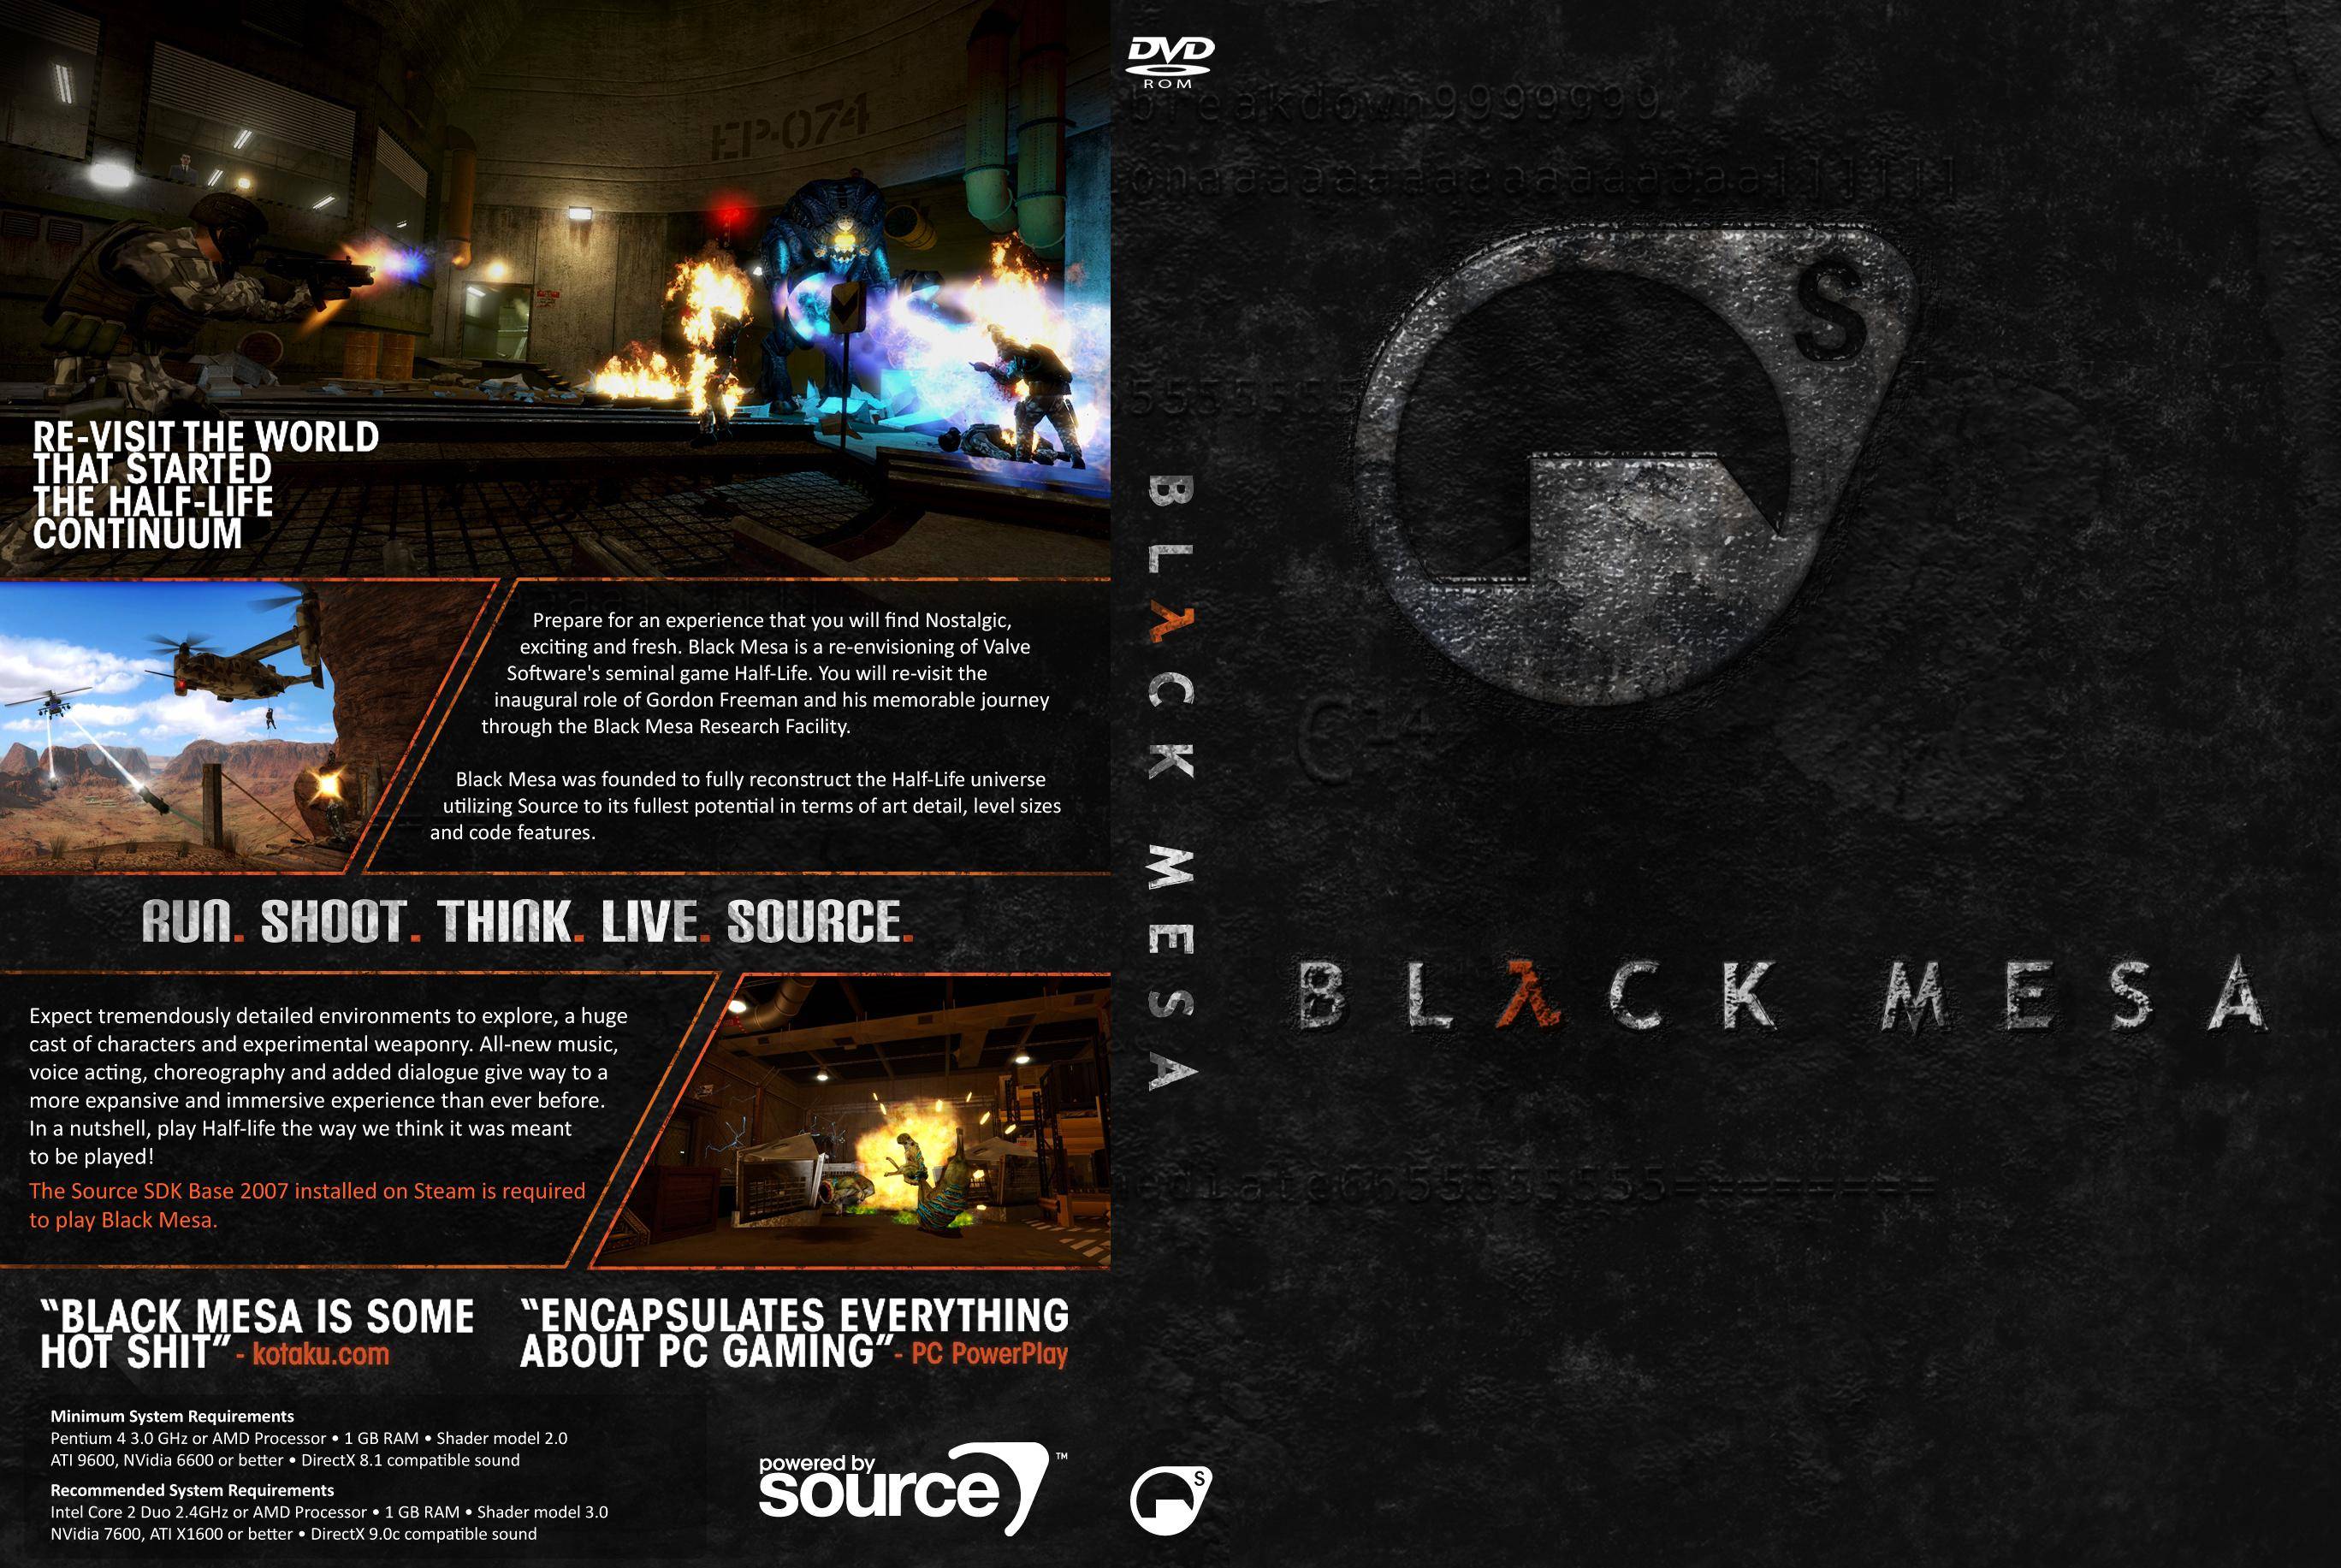 EP-074
RE-VISIT THE WORLD
THAT STARTED
THE HALF-LIFE
CONTINUUM
Prepare for an experience that you will find Nostalgic,
exciting and fresh. Black Mesa is a re-envisioning of Valve
Software's seminal game Half-Life. You will re-visit the
inaugural role of Gordon Freeman and his memorable journey
through the Black Mesa Research Facility.
Black Mesa was founded to fully reconstruct the Half-Life universe
utilizing Source to its fullest potential in terms of art detail, level sizes
and code features.
RUN. SHOOT. THINK. LIVE. SOURCE.
Expect tremendously detailed environments to explore, a huge
cast of characters and experimental weaponry. All-new music,
voice acting, choreography and added dialogue give way to a
more expansive and immersive experience than ever before.
In a nutshell, play Half-life the way we think it was meant
to be played!
The Source SDK Base 2007 installed on Steam is required
to play Black Mesa.
“BLACK MESA IS SOME
HOT SHIT” - kotaku.com
“ENCAPSULATES EVERYTHING
ABOUT PC GAMING” - PC PowerPlay
Minimum System Requirements
Pentium 4 3.0 GHz or AMD Processor • 1 GB RAM • Shader model 2.0
ATI 9600, NVidia 6600 or better • DirectX 8.1 compatible sound
Recommended System Requirements
Intel Core 2 Duo 2.4GHz or AMD Processor • 1 GB RAM • Shader model 3.0
NVidia 7600, ATI X1600 or better • DirectX 9.0c compatible sound
powered by
source™
DVD
ROM
BLλCK MESA
S
breakdown9999999
S
BLλCK MESA